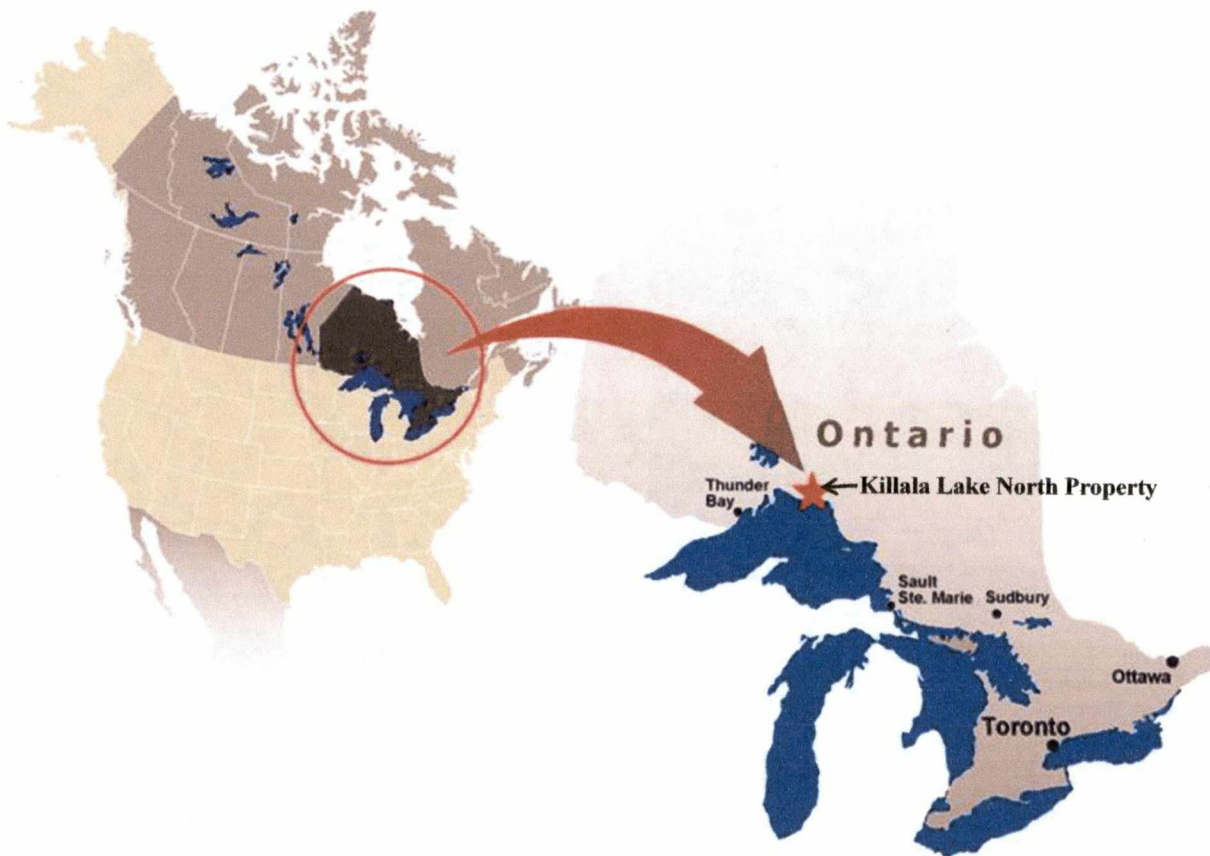 Ontario
Thunder
Bay
Killala Lake North Property
Sault
Ste. Marie
Sudbury
Ottawa
Toronto